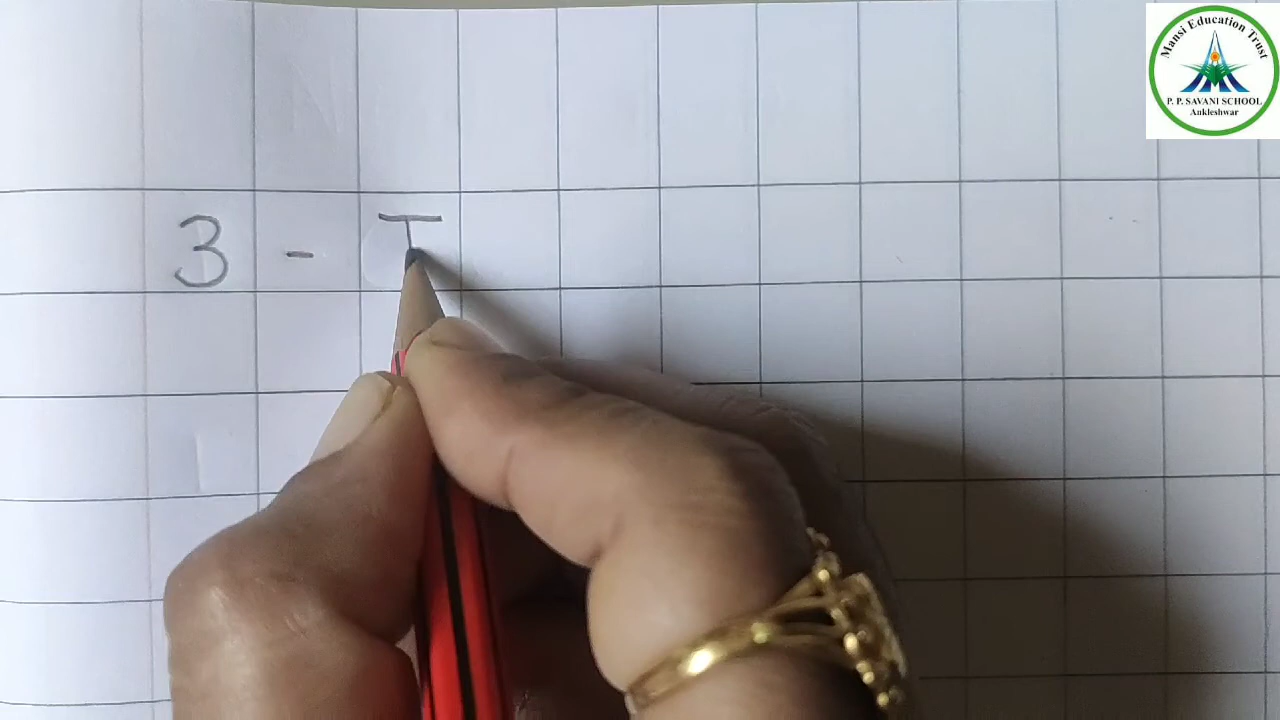 Mansi Education Trust
P. P. SAVANI SCHOOL
Ankleshwar
3 - T